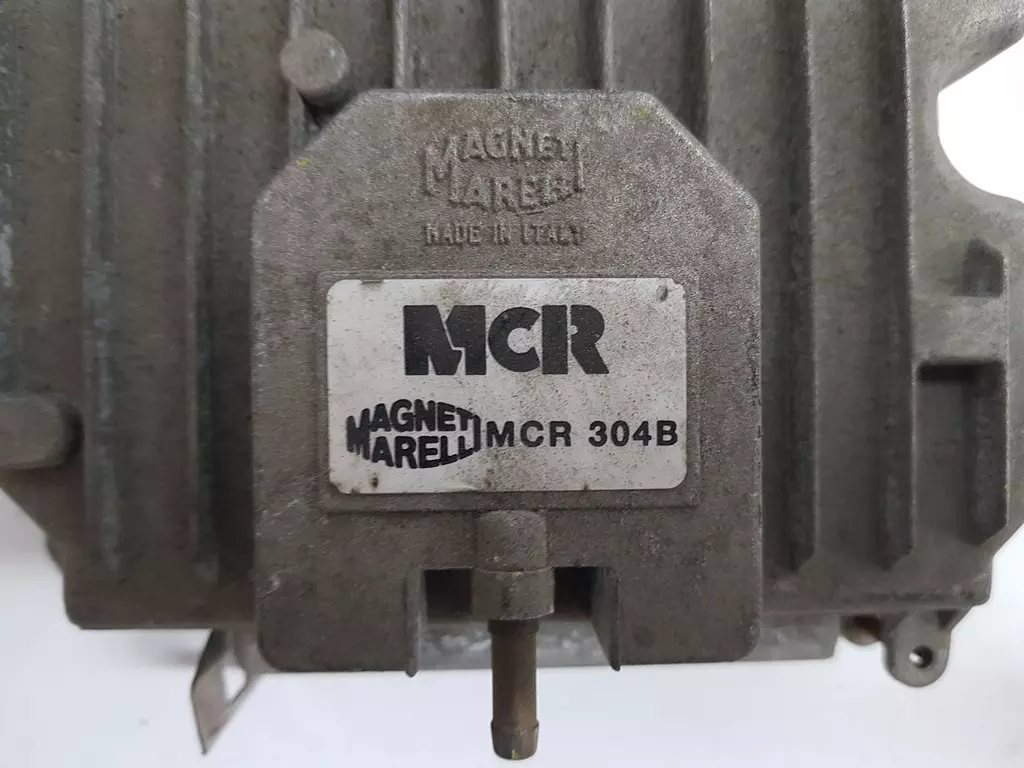 MAGNETI
MARELLI
MADE IN ITALY
MCR
MAGNETI
MARELLI MCR 304B